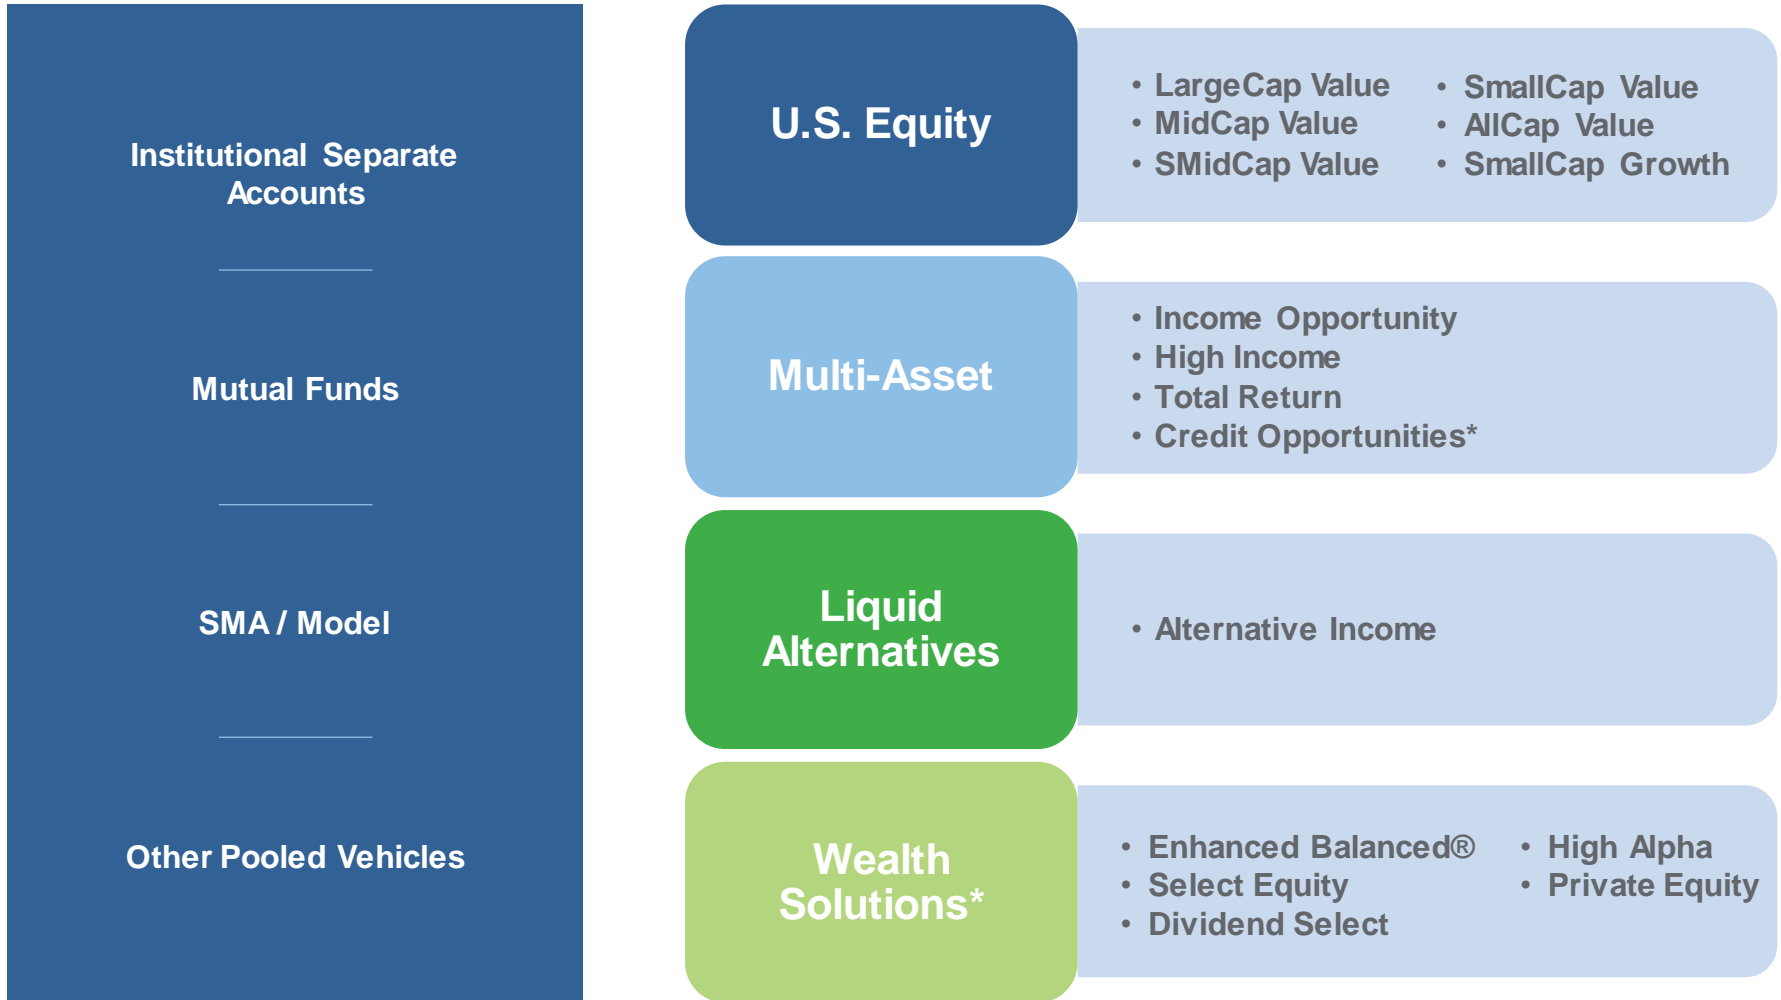 Institutional Separate
Accounts
Mutual Funds
SMA / Model
Other Pooled Vehicles
U.S. Equity
• LargeCap Value
• MidCap Value
• SMidCap Value
• SmallCap Value
• AllCap Value
• SmallCap Growth
Multi-Asset
• Income Opportunity
• High Income
• Total Return
• Credit Opportunities*
Liquid
Alternatives
• Alternative Income
Wealth
Solutions*
• Enhanced Balanced®
• Select Equity
• Dividend Select
• High Alpha
• Private Equity